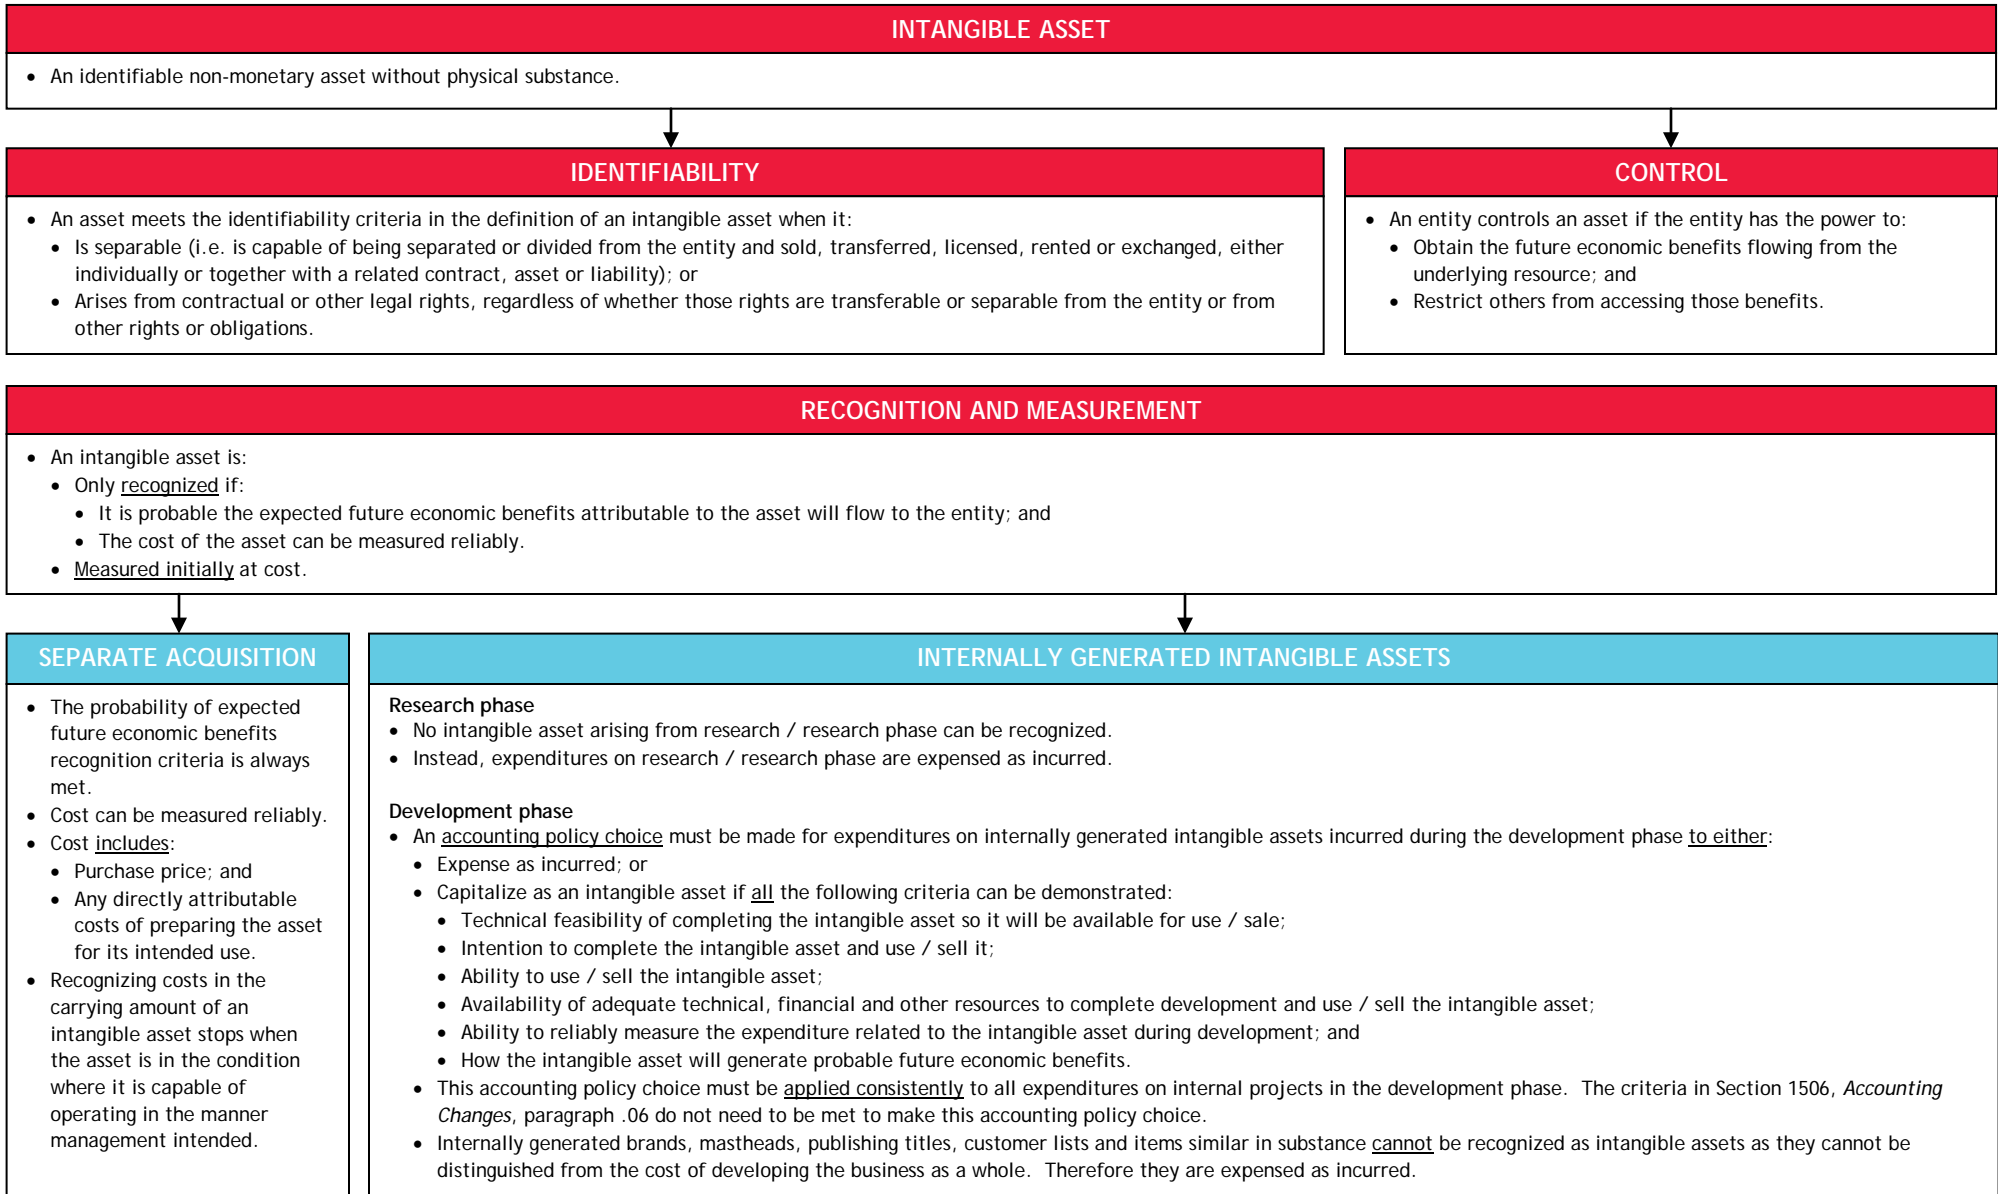 INTANGIBLE ASSET
• An identifiable non-monetary asset without physical substance.
IDENTIFIABILITY
• An asset meets the identifiability criteria in the definition of an intangible asset when it:
• Is separable (i.e. is capable of being separated or divided from the entity and sold, transferred, licensed, rented or exchanged, either
individually or together with a related contract, asset or liability); or
• Arises from contractual or other legal rights, regardless of whether those rights are transferable or separable from the entity or from
other rights or obligations.
CONTROL
• An entity controls an asset if the entity has the power to:
• Obtain the future economic benefits flowing from the
underlying resource; and
• Restrict others from accessing those benefits.
RECOGNITION AND MEASUREMENT
• An intangible asset is:
• Only recognized if:
• It is probable the expected future economic benefits attributable to the asset will flow to the entity; and
• The cost of the asset can be measured reliably.
• Measured initially at cost.
SEPARATE ACQUISITION
• The probability of expected
future economic benefits
recognition criteria is always
met.
• Cost can be measured reliably.
• Cost includes:
• Purchase price; and
• Any directly attributable
costs of preparing the asset
for its intended use.
• Recognizing costs in the
carrying amount of an
intangible asset stops when
the asset is in the condition
where it is capable of
operating in the manner
management intended.
INTERNALLY GENERATED INTANGIBLE ASSETS
Research phase
• No intangible asset arising from research / research phase can be recognized.
• Instead, expenditures on research / research phase are expensed as incurred.
Development phase
• An accounting policy choice must be made for expenditures on internally generated intangible assets incurred during the development phase to either:
• Expense as incurred; or
• Capitalize as an intangible asset if all the following criteria can be demonstrated:
• Technical feasibility of completing the intangible asset so it will be available for use / sale;
• Intention to complete the intangible asset and use / sell it;
• Ability to use / sell the intangible asset;
• Availability of adequate technical, financial and other resources to complete development and use / sell the intangible asset;
• Ability to reliably measure the expenditure related to the intangible asset during development; and
• How the intangible asset will generate probable future economic benefits.
• This accounting policy choice must be applied consistently to all expenditures on internal projects in the development phase.  The criteria in Section 1506, Accounting
Changes, paragraph .06 do not need to be met to make this accounting policy choice.
• Internally generated brands, mastheads, publishing titles, customer lists and items similar in substance cannot be recognized as intangible assets as they cannot be
distinguished from the cost of developing the business as a whole.  Therefore they are expensed as incurred.